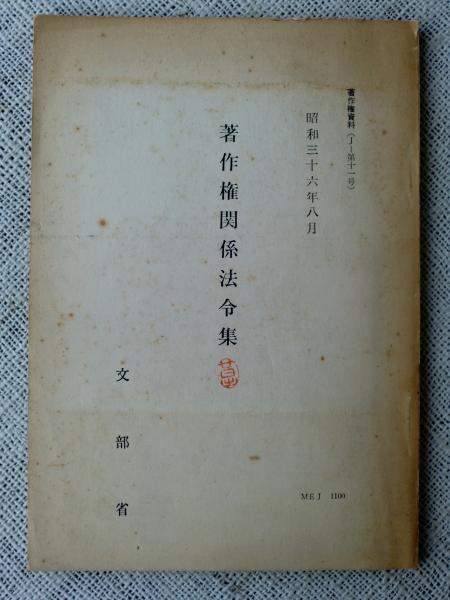 著作権資料(J—第十一号)
昭和三十六年八月
著作権関係法令集
文部省
MEJ 1100